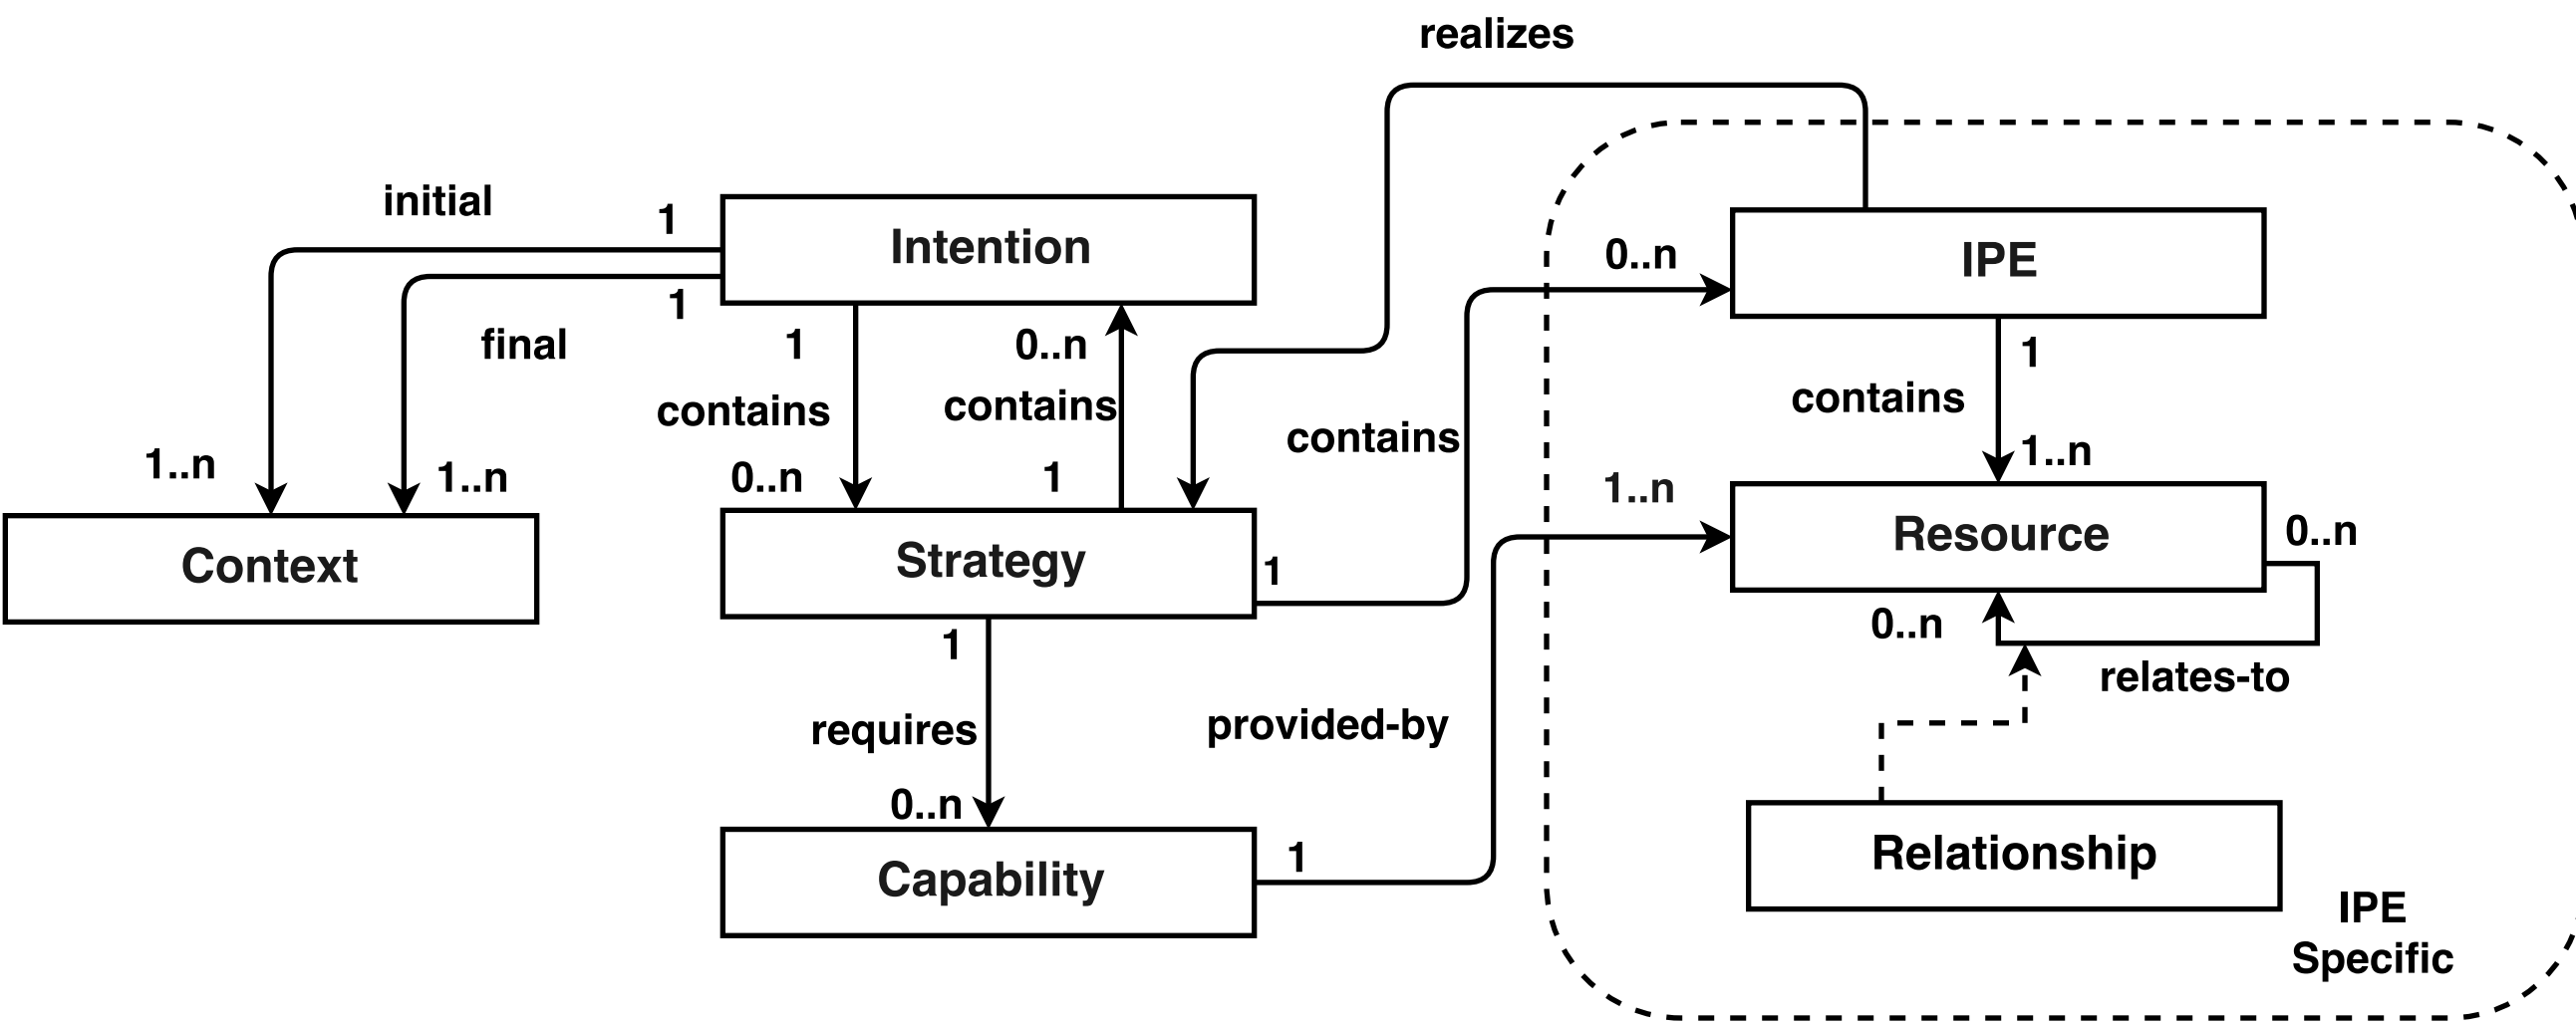 realizes
initial
1
Intention
IPE
0..n
1
final
1
0..n
1
contains
contains
contains
contains
1..n
1..n
0..n
1
1..n
1..n
Context
Strategy
1
Resource
0..n
0..n
1
relates-to
requires
provided-by
0..n
Capability
1
Relationship
IPE
Specific